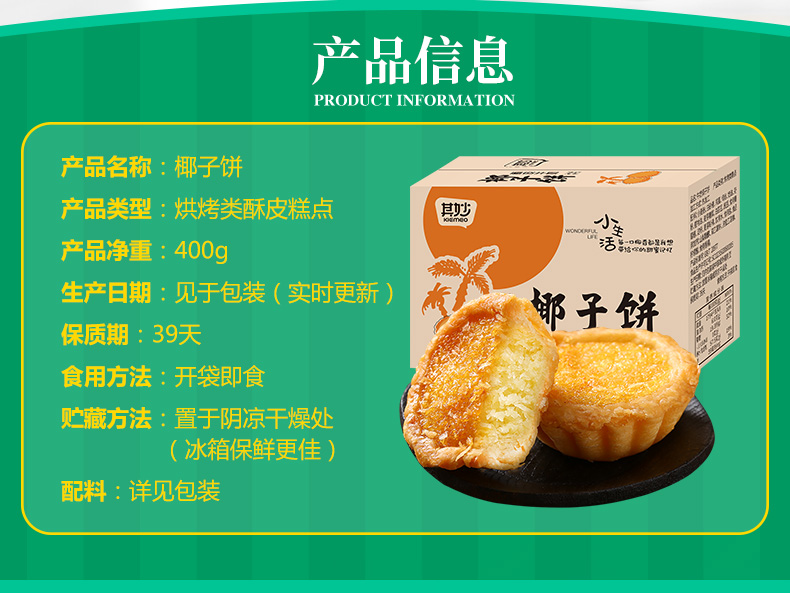 产品信息
PRODUCT INFORMATION
产品名称：椰子饼
产品类型：烘烤类酥皮糕点
产品净重：400g
生产日期：见于包装（实时更新）
保质期：39天
食用方法：开袋即食
贮藏方法：置于阴凉干燥处
（冰箱保鲜更佳）
配料：详见包装
其妙
KIEMEO
WONDERFUL
LIFE
小生活
椰子饼